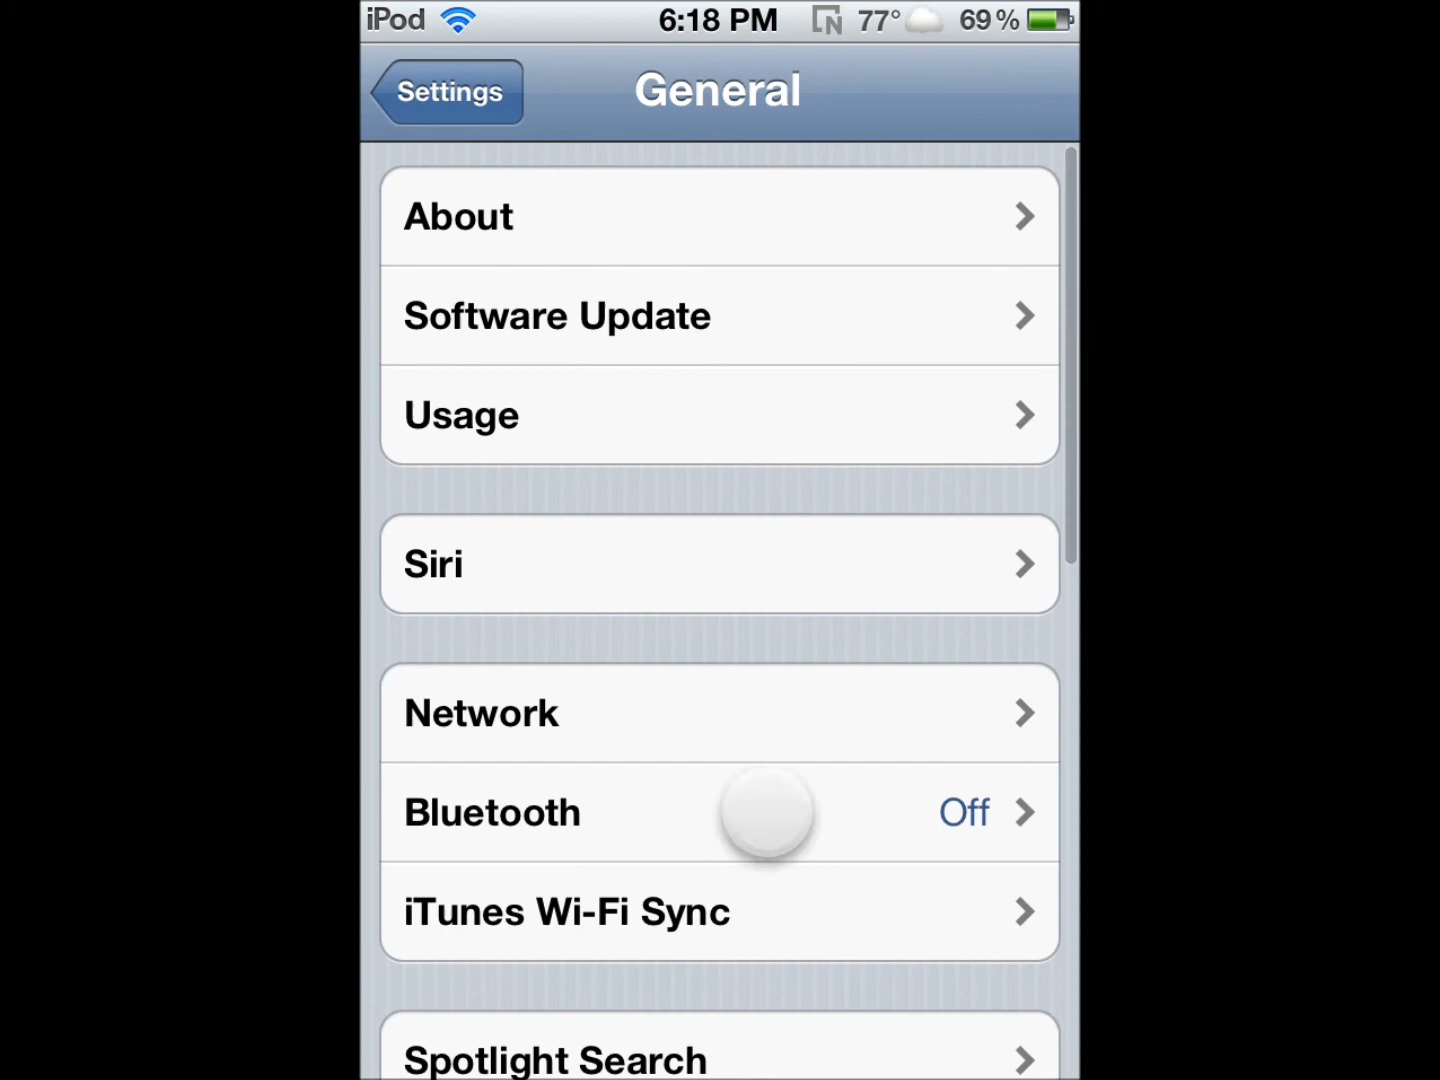 iPod 6:18 PM N 77° 69%
Settings General
About
Software Update
Usage
Siri
Network
Bluetooth Off
iTunes Wi-Fi Sync
Spotlight Search